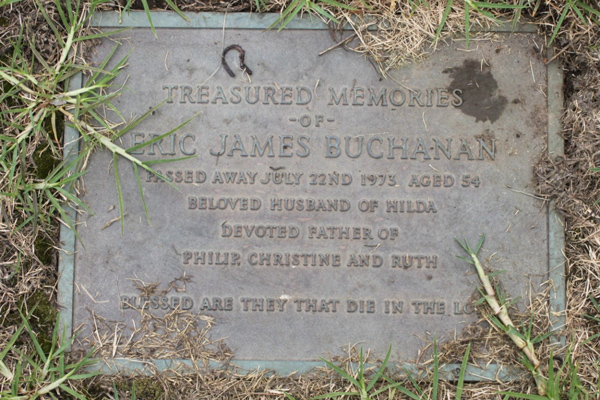 TREASURED MEMORIES
-OF-
ERIC JAMES BUCHANAN
PASSED AWAY JULY 22ND 1973, AGED 54
BELOVED HUSBAND OF HILDA
DEVOTED FATHER OF
PHILIP, CHRISTINE AND RUTH
BLESSED ARE THEY THAT DIE IN THE